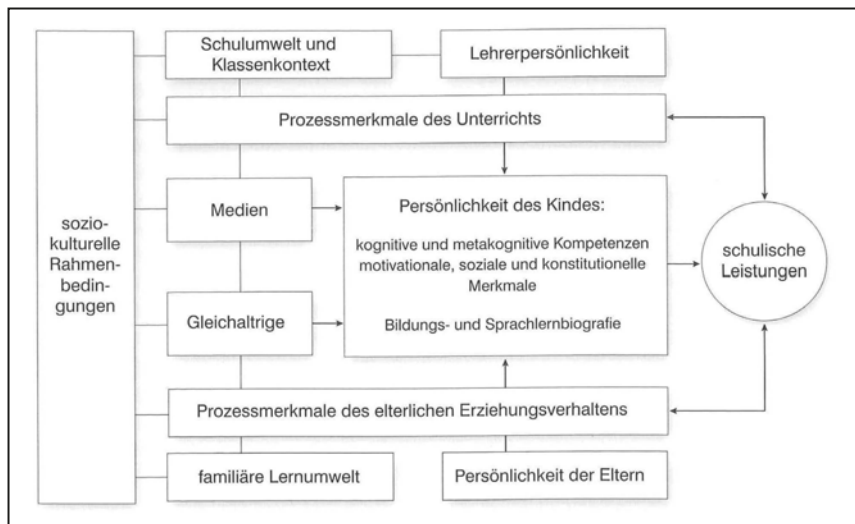 Schulumwelt und
Klassenkontext
Lehrerpersönlichkeit
Prozessmerkmale des Unterrichts
sozio-
kulturelle
Rahmen-
bedin-
gungen
Medien
Persönlichkeit des Kindes:
kognitive und metakognitive Kompetenzen
motivationale, soziale und konstitutionelle
Merkmale
Bildungs- und Sprachlernbiografie
schulische
Leistungen
Gleichaltrige
Prozessmerkmale des elterlichen Erziehungsverhaltens
familiäre Lernumwelt
Persönlichkeit der Eltern